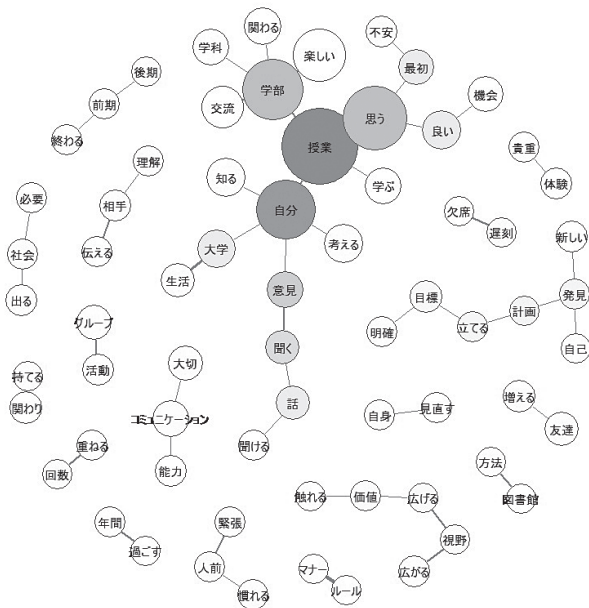 関わる
不安
学科
楽しい
最初
後期
学部
機会
前期
交流
思う
良い
終わる
授業
貴重
理解
知る
学ぶ
体験
必要
相手
自分
欠席
遅刻
新しい
伝える
大学
考える
社会
生活
意見
目標
発見
出る
計画
グループ
明確
立てる
聞く
自己
大切
活動
持てる
関わり
話
自身
見直す
増える
コミュニケーション
友達
重ねる
聞ける
回数
能力
方法
触れる
価値
広げる
図書館
年間
緊張
過ごす
視野
人前
マナー
広がる
慣れる
ルール